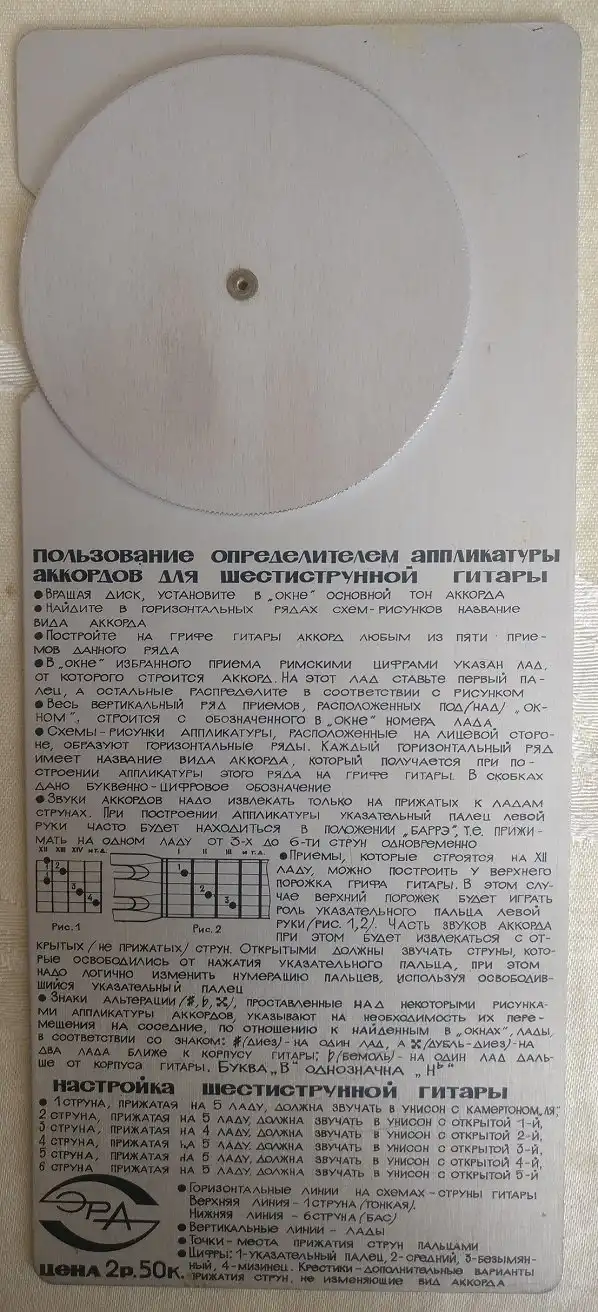 ПОЛЬЗОВАНИЕ ОПРЕДЕЛИТЕЛЕМ АППЛИКАТУРЫ
АККОРДОВ ДЛЯ ШЕСТИСТРУННОЙ ГИТАРЫ
● ВРАЩАЯ ДИСК, УСТАНОВИТЕ В „ОКНЕ" ОСНОВНОЙ ТОН АККОРДА
● НАЙДИТЕ В ГОРИЗОНТАЛЬНЫХ РЯДАХ СХЕМ-РИСУНКОВ НАЗВАНИЕ
ВИДА АККОРДА
● ПОСТРОЙТЕ НА ГРИФЕ ГИТАРЫ АККОРД ЛЮБЫМ ИЗ ПЯТИ ПРИЕ-
МОВ ДАННОГО РЯДА
● В „ОКНЕ" ИЗБРАННОГО ПРИЕМА РИМСКИМИ ЦИФРАМИ УКАЗАН ЛАД,
ОТ КОТОРОГО СТРОИТСЯ АККОРД. НА ЭТОТ ЛАД СТАВЬТЕ ПЕРВЫЙ ПА-
ЛЕЦ, А ОСТАЛЬНЫЕ РАСПРЕДЕЛИТЕ В СООТВЕТСТВИИ С РИСУНКОМ
● ВЕСЬ ВЕРТИКАЛЬНЫЙ РЯД ПРИЕМОВ, РАСПОЛОЖЕННЫХ ПОД/НАД/ „ОК-
НОМ", СТРОИТСЯ С ОБОЗНАЧЕННОГО В „ОКНЕ" НОМЕРА ЛАДА
● СХЕМЫ-РИСУНКИ АППЛИКАТУРЫ, РАСПОЛОЖЕННЫЕ НА ЛИЦЕВОЙ СТОРО-
НЕ, ОБРАЗУЮТ ГОРИЗОНТАЛЬНЫЕ РЯДЫ. КАЖДЫЙ ГОРИЗОНТАЛЬНЫЙ РЯД
ИМЕЕТ НАЗВАНИЕ ВИДА АККОРДА, КОТОРЫЙ ПОЛУЧАЕТСЯ ПРИ ПО-
СТРОЕНИИ АППЛИКАТУРЫ ЭТОГО РЯДА НА ГРИФЕ ГИТАРЫ. В СКОБКАХ
ДАНО БУКВЕННО-ЦИФРОВОЕ ОБОЗНАЧЕНИЕ
● ЗВУКИ АККОРДОВ НАДО ИЗВЛЕКАТЬ ТОЛЬКО НА ПРИЖАТЫХ К ЛАДАМ
СТРУНАХ. ПРИ ПОСТРОЕНИИ АППЛИКАТУРЫ УКАЗАТЕЛЬНЫЙ ПАЛЕЦ ЛЕВОЙ
РУКИ ЧАСТО БУДЕТ НАХОДИТЬСЯ В ПОЛОЖЕНИИ „БАРРЭ", Т.Е. ПРИЖИ-
МАТЬ НА ОДНОМ ЛАДУ ОТ 3-Х ДО 6-ТИ СТРУН ОДНОВРЕМЕННО
XII XIII XIV И Т.Д.
1 2 3 4
Рис. 1
I II III И Т.Д.
1 2 3
Рис. 2
● ПРИЕМЫ, КОТОРЫЕ СТРОЯТСЯ НА XII
ЛАДУ, МОЖНО ПОСТРОИТЬ У ВЕРХНЕГО
ПОРОЖКА ГРИФА ГИТАРЫ. В ЭТОМ СЛУ-
ЧАЕ ВЕРХНИЙ ПОРОЖЕК БУДЕТ ИГРАТЬ
РОЛЬ УКАЗАТЕЛЬНОГО ПАЛЬЦА ЛЕВОЙ
РУКИ/РИС. 1,2/. ЧАСТЬ ЗВУКОВ АККОРДА
ПРИ ЭТОМ БУДЕТ ИЗВЛЕКАТЬСЯ С ОТ-
КРЫТЫХ /НЕ ПРИЖАТЫХ/ СТРУН. ОТКРЫТЫМИ ДОЛЖНЫ ЗВУЧАТЬ СТРУНЫ, КОТО-
РЫЕ ОСВОБОДИЛИСЬ ОТ НАЖАТИЯ УКАЗАТЕЛЬНОГО ПАЛЬЦА, ПРИ ЭТОМ
НАДО ЛОГИЧНО ИЗМЕНИТЬ НУМЕРАЦИЮ ПАЛЬЦЕВ, ИСПОЛЬЗУЯ ОСВОБОДИВ-
ШИЙСЯ УКАЗАТЕЛЬНЫЙ ПАЛЕЦ
● ЗНАКИ АЛЬТЕРАЦИИ /♯, ♭, 𝄪/, ПРОСТАВЛЕННЫЕ НАД НЕКОТОРЫМИ РИСУНКА-
МИ АППЛИКАТУРЫ АККОРДОВ, УКАЗЫВАЮТ НА НЕОБХОДИМОСТЬ ИХ ПЕРЕ-
МЕЩЕНИЯ НА СОСЕДНИЕ, ПО ОТНОШЕНИЮ К НАЙДЕННЫМ В „ОКНАХ", ЛАДЫ,
В СООТВЕТСТВИИ СО ЗНАКОМ: ♯/ДИЕЗ/- НА ОДИН ЛАД, А 𝄪/ДУБЛЬ-ДИЕЗ/-НА
ДВА ЛАДА БЛИЖЕ К КОРПУСУ ГИТАРЫ; ♭/БЕМОЛЬ/- НА ОДИН ЛАД ДАЛЬ-
ШЕ ОТ КОРПУСА ГИТАРЫ. БУКВА „В" ОДНОЗНАЧНА „Н♭"
НАСТРОЙКА ШЕСТИСТРУННОЙ ГИТАРЫ
● 1 СТРУНА, ПРИЖАТАЯ НА 5 ЛАДУ, ДОЛЖНА ЗВУЧАТЬ В УНИСОН С КАМЕРТОНОМ „ЛЯ",
2 СТРУНА, ПРИЖАТАЯ НА 5 ЛАДУ, ДОЛЖНА ЗВУЧАТЬ В УНИСОН С ОТКРЫТОЙ 1-Й,
3 СТРУНА, ПРИЖАТАЯ НА 4 ЛАДУ, ДОЛЖНА ЗВУЧАТЬ В УНИСОН С ОТКРЫТОЙ 2-Й,
4 СТРУНА, ПРИЖАТАЯ НА 5 ЛАДУ, ДОЛЖНА ЗВУЧАТЬ В УНИСОН С ОТКРЫТОЙ 3-Й,
5 СТРУНА, ПРИЖАТАЯ НА 5 ЛАДУ, ДОЛЖНА ЗВУЧАТЬ В УНИСОН С ОТКРЫТОЙ 4-Й,
6 СТРУНА ПРИЖАТАЯ НА 5 ЛАДУ, ДОЛЖНА ЗВУЧАТЬ В УНИСОН С ОТКРЫТОЙ 5-Й
ЭРА
ЦЕНА 2р. 50к.
● ГОРИЗОНТАЛЬНЫЕ ЛИНИИ НА СХЕМАХ - СТРУНЫ ГИТАРЫ
ВЕРХНЯЯ ЛИНИЯ - 1 СТРУНА /ТОНКАЯ/.
НИЖНЯЯ ЛИНИЯ - 6 СТРУНА /БАС/
● ВЕРТИКАЛЬНЫЕ ЛИНИИ - ЛАДЫ
● ТОЧКИ - МЕСТА ПРИЖАТИЯ СТРУН ПАЛЬЦАМИ
● ЦИФРЫ: 1-УКАЗАТЕЛЬНЫЙ ПАЛЕЦ, 2-СРЕДНИЙ, 3-БЕЗЫМЯН-
НЫЙ, 4-МИЗИНЕЦ. КРЕСТИКИ-ДОПОЛНИТЕЛЬНЫЕ ВАРИАНТЫ
ПРИЖАТИЯ СТРУН, НЕ ИЗМЕНЯЮЩИЕ ВИД АККОРДА